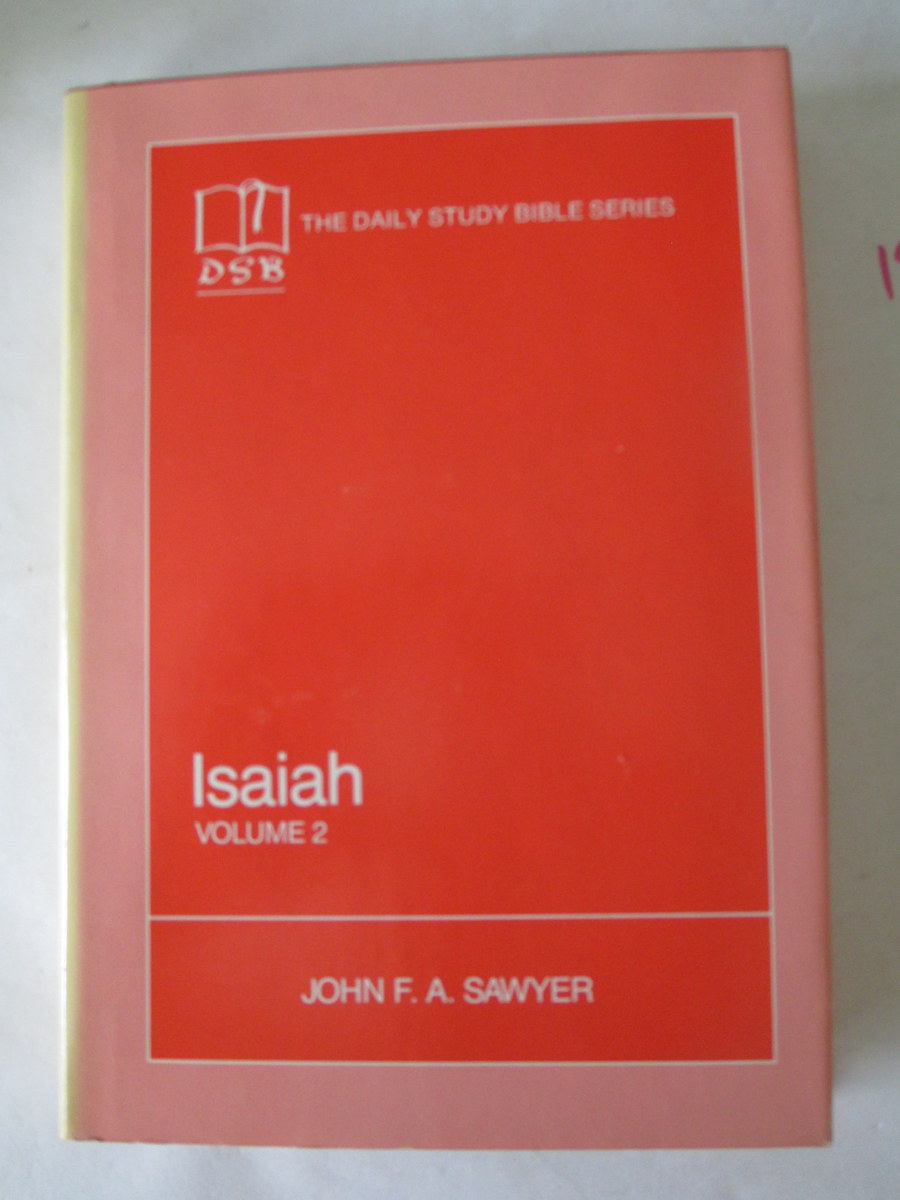 THE DAILY STUDY BIBLE SERIES
DSB
Isaiah
VOLUME 2
JOHN F. A. SAWYER